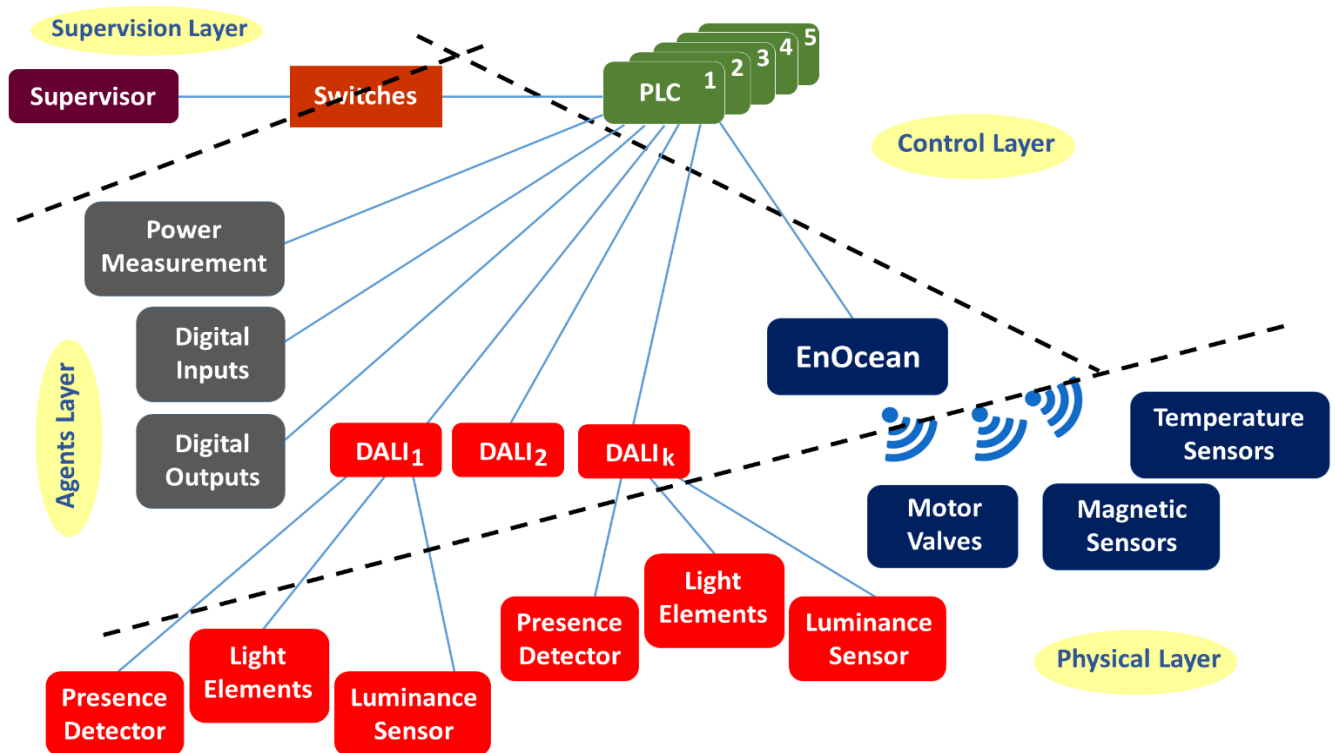 Supervision Layer
Supervisor
Switches
PLC 1
2
3
4
5
Control Layer
Power
Measurement
Digital
Inputs
Digital
Outputs
Agents Layer
EnOcean
DALI₁
DALI₂
DALIₖ
Temperature
Sensors
Motor
Valves
Magnetic
Sensors
Presence
Detector
Light
Elements
Luminance
Sensor
Presence
Detector
Light
Elements
Luminance
Sensor
Physical Layer